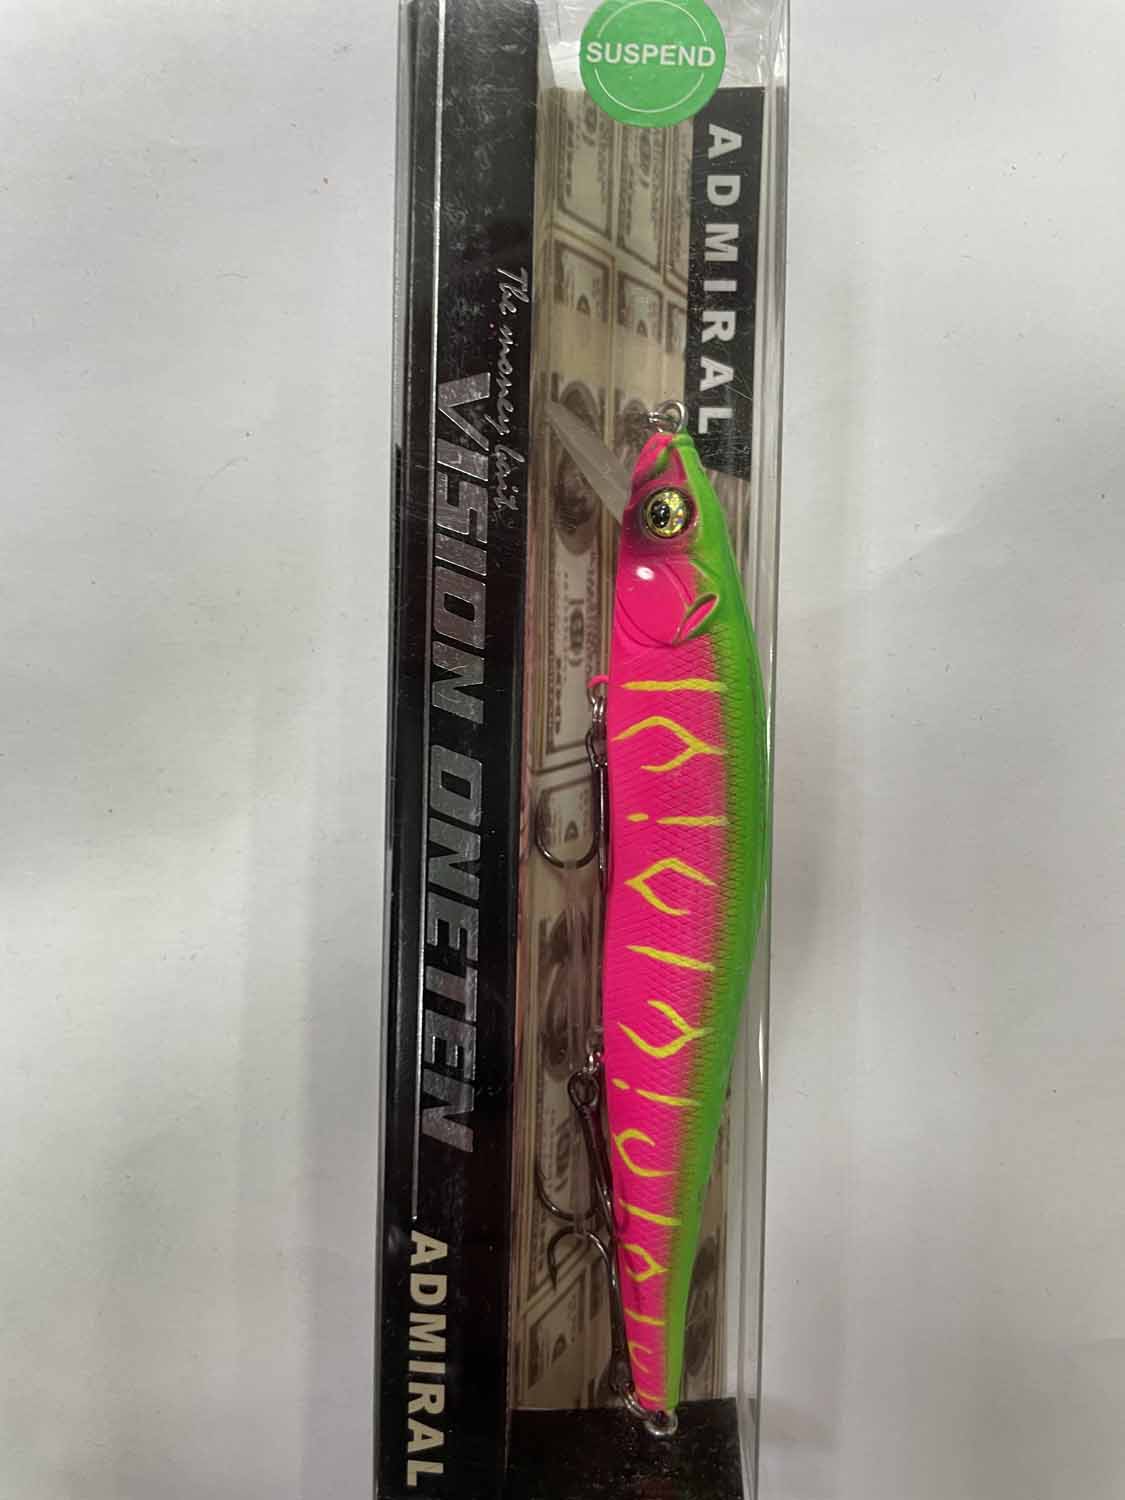 SUSPEND
ADMIRAL
The money bait
VISION ONETEN
ADMIRAL